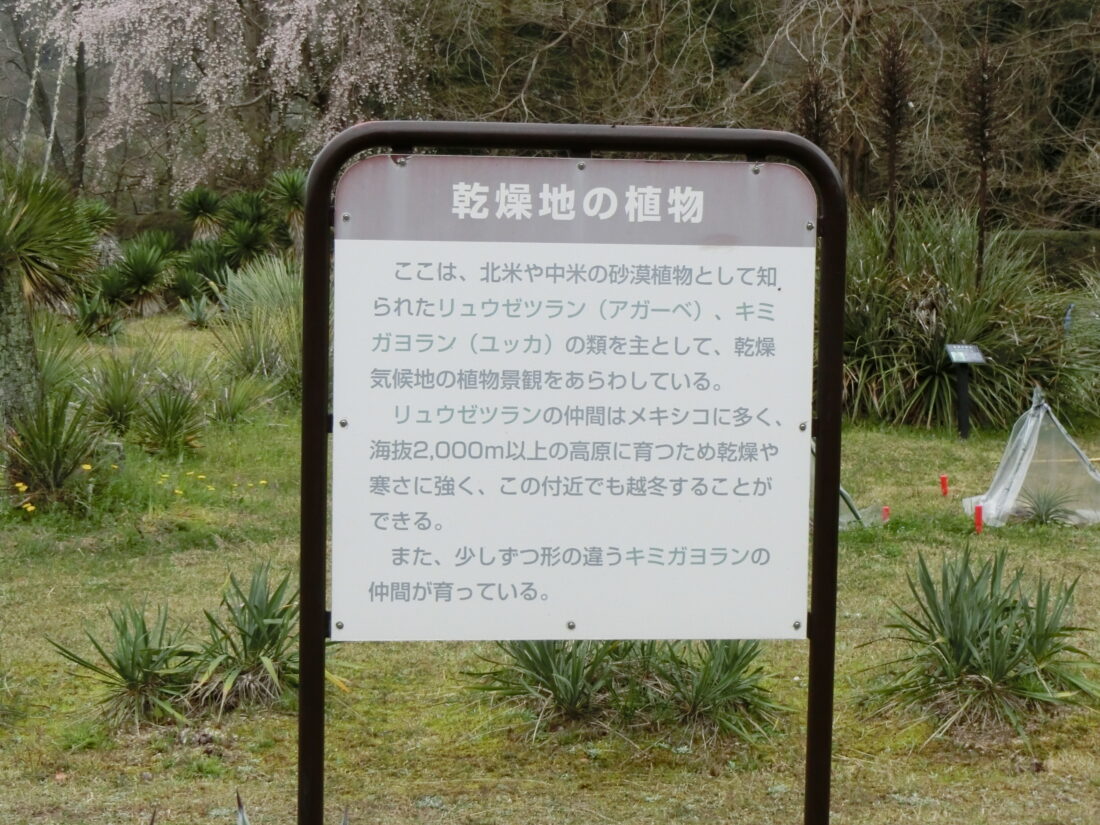 乾燥地の植物
ここは、北米や中米の砂漠植物として知
られたリュウゼツラン（アガーベ）、キミ
ガヨラン（ユッカ）の類を主として、乾燥
気候地の植物景観をあらわしている。
リュウゼツランの仲間はメキシコに多く、
海抜2,000m以上の高原に育つため乾燥や
寒さに強く、この付近でも越冬することが
できる。
また、少しずつ形の違うキミガヨランの
仲間が育っている。